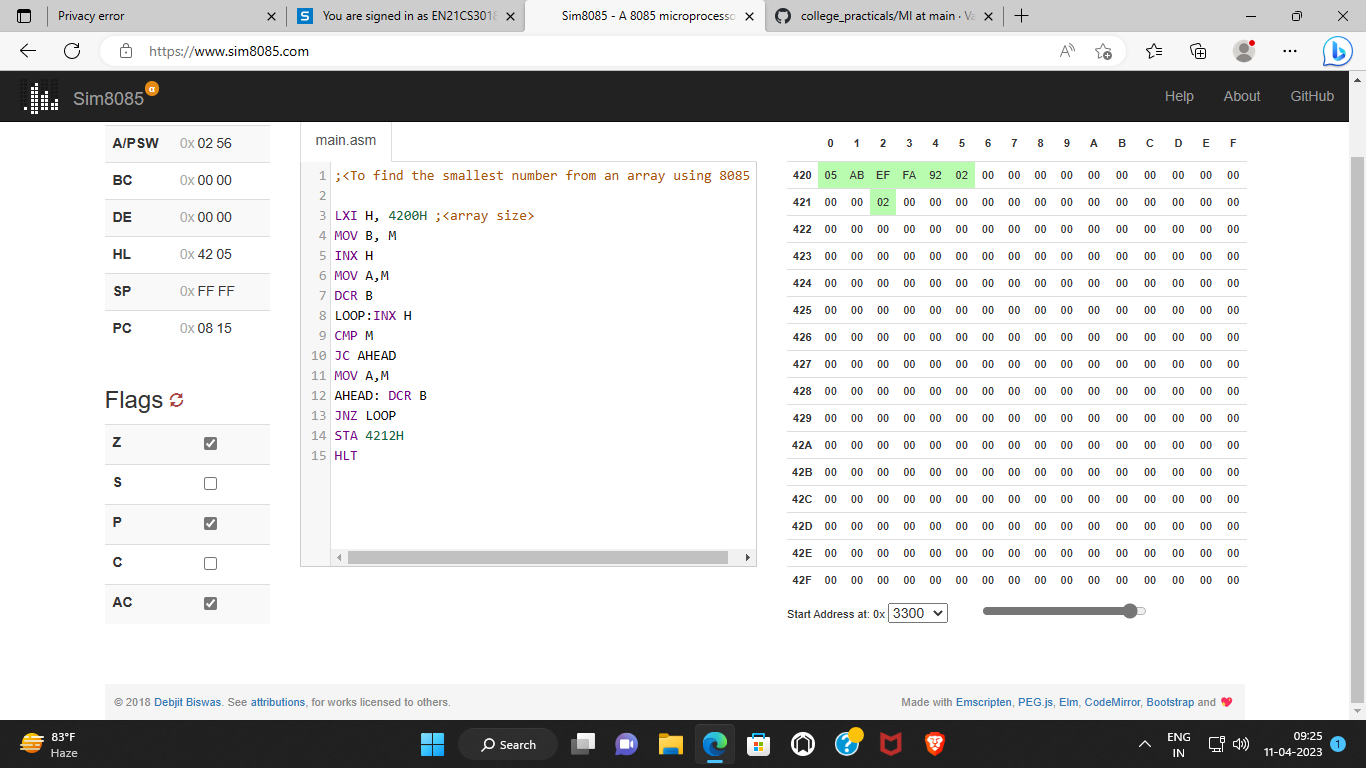 Privacy error
You are signed in as EN21CS3018
Sim8085 - A 8085 microprocesso
college_practicals/MI at main · Va
https://www.sim8085.com
Sim8085 α
Help About GitHub
A/PSW 0x 02 56
BC 0x 00 00
DE 0x 00 00
HL 0x 42 05
SP 0x FF FF
PC 0x 08 15
Flags
Z
S
P
C
AC
main.asm
1 ;<To find the smallest number from an array using 8085
2
3 LXI H, 4200H ;<array size>
4 MOV B, M
5 INX H
6 MOV A,M
7 DCR B
8 LOOP:INX H
9 CMP M
10 JC AHEAD
11 MOV A,M
12 AHEAD: DCR B
13 JNZ LOOP
14 STA 4212H
15 HLT
0 1 2 3 4 5 6 7 8 9 A B C D E F
420 05 AB EF FA 92 02 00 00 00 00 00 00 00 00 00 00
421 00 00 02 00 00 00 00 00 00 00 00 00 00 00 00 00
422 00 00 00 00 00 00 00 00 00 00 00 00 00 00 00 00
423 00 00 00 00 00 00 00 00 00 00 00 00 00 00 00 00
424 00 00 00 00 00 00 00 00 00 00 00 00 00 00 00 00
425 00 00 00 00 00 00 00 00 00 00 00 00 00 00 00 00
426 00 00 00 00 00 00 00 00 00 00 00 00 00 00 00 00
427 00 00 00 00 00 00 00 00 00 00 00 00 00 00 00 00
428 00 00 00 00 00 00 00 00 00 00 00 00 00 00 00 00
429 00 00 00 00 00 00 00 00 00 00 00 00 00 00 00 00
42A 00 00 00 00 00 00 00 00 00 00 00 00 00 00 00 00
42B 00 00 00 00 00 00 00 00 00 00 00 00 00 00 00 00
42C 00 00 00 00 00 00 00 00 00 00 00 00 00 00 00 00
42D 00 00 00 00 00 00 00 00 00 00 00 00 00 00 00 00
42E 00 00 00 00 00 00 00 00 00 00 00 00 00 00 00 00
42F 00 00 00 00 00 00 00 00 00 00 00 00 00 00 00 00
Start Address at: 0x 3300
© 2018 Debjit Biswas. See attributions, for works licensed to others.
Made with Emscripten, PEG.js, Elm, CodeMirror, Bootstrap and 💖
83°F
Haze
Search
ENG
IN
09:25
11-04-2023
1